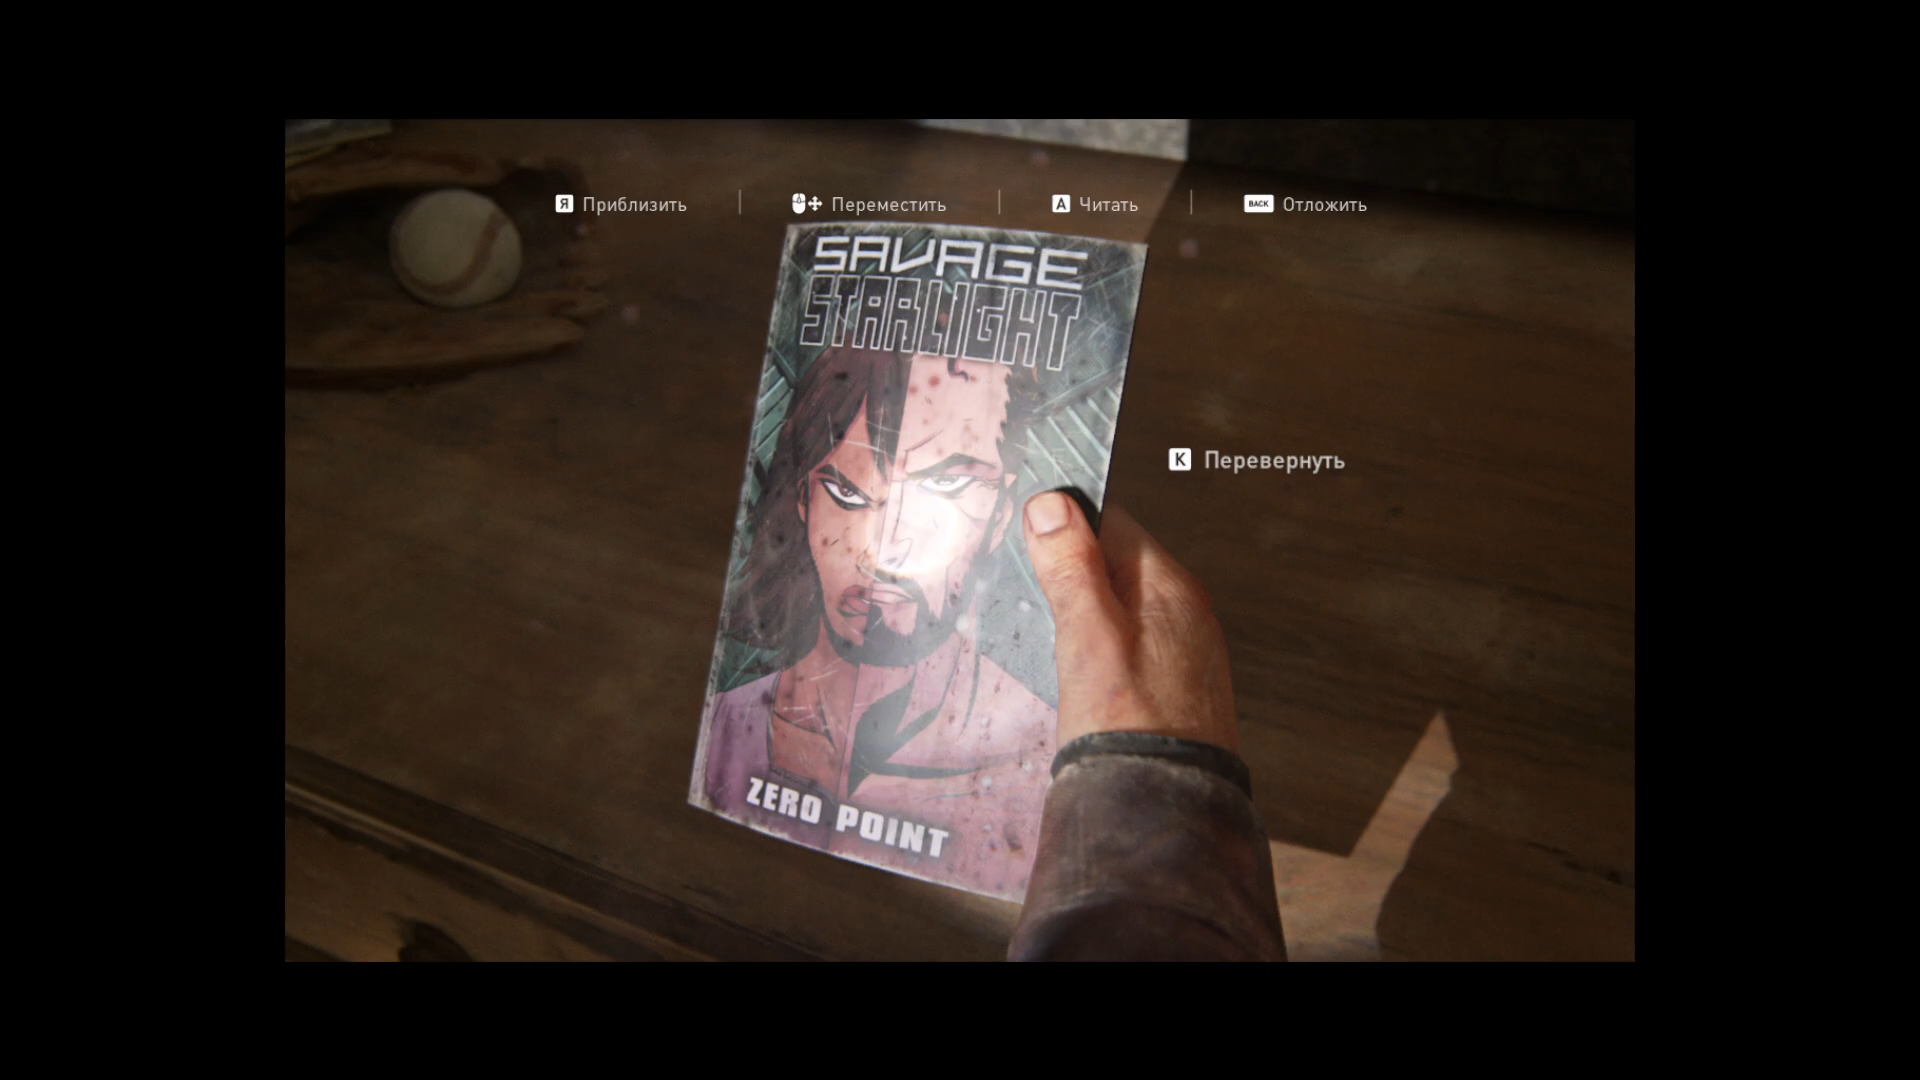 Я Приблизить
Переместить
A Читать
BACK Отложить
SAVAGE
STARLIGHT
K Перевернуть
ZERO POINT